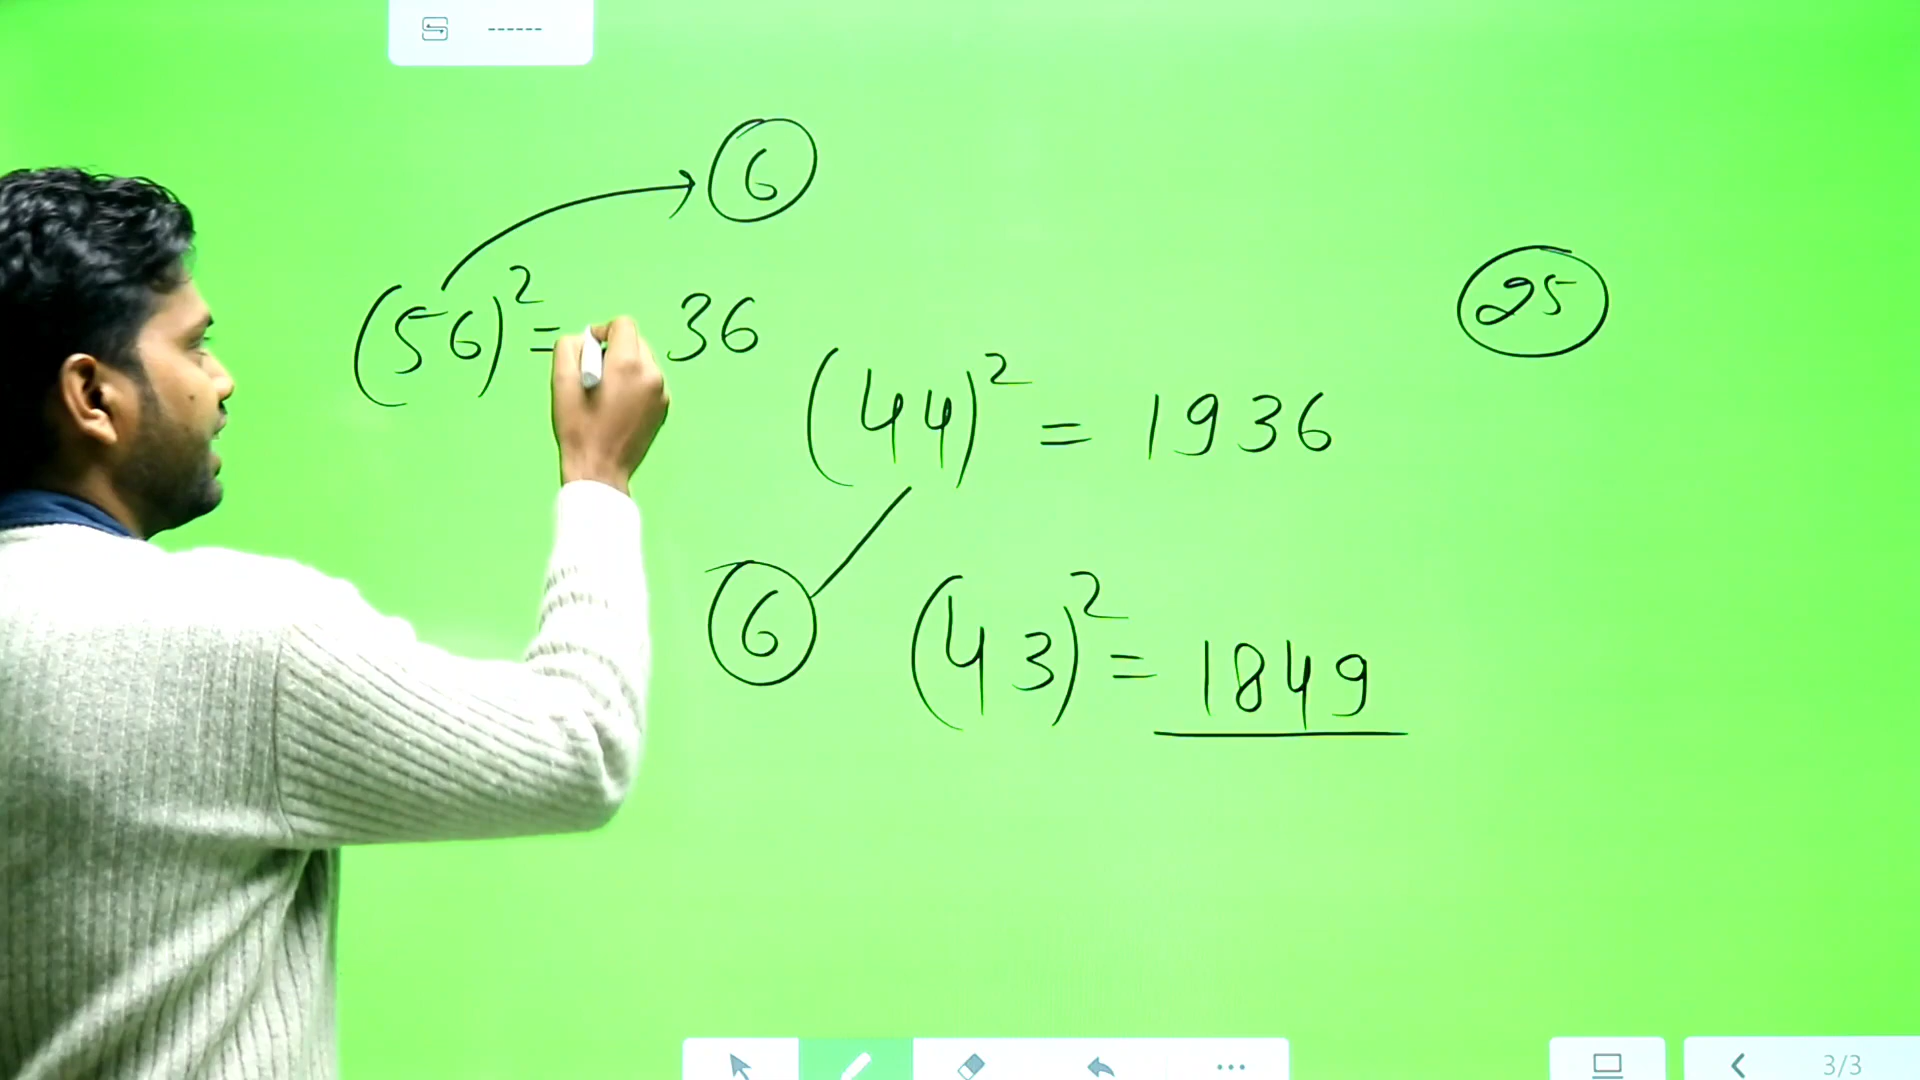 6
(56)² = 36
25
(44)² = 1936
6
(43)² = 1849
3/3